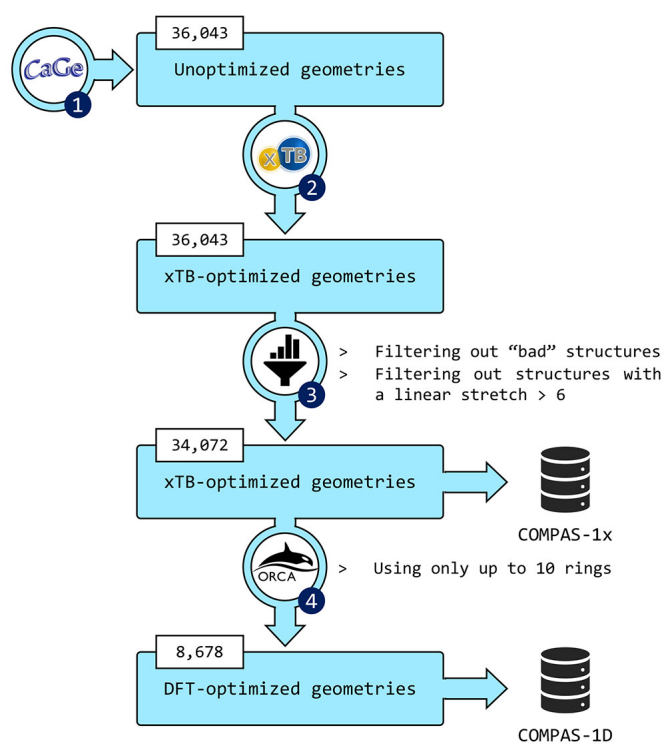 36,043
CaGe
Unoptimized geometries
1
xTB
2
36,043
xTB-optimized geometries
> Filtering out “bad” structures
> Filtering out structures with
a linear stretch > 6
3
34,072
xTB-optimized geometries
COMPAS-1x
ORCA
> Using only up to 10 rings
4
8,678
DFT-optimized geometries
COMPAS-1D